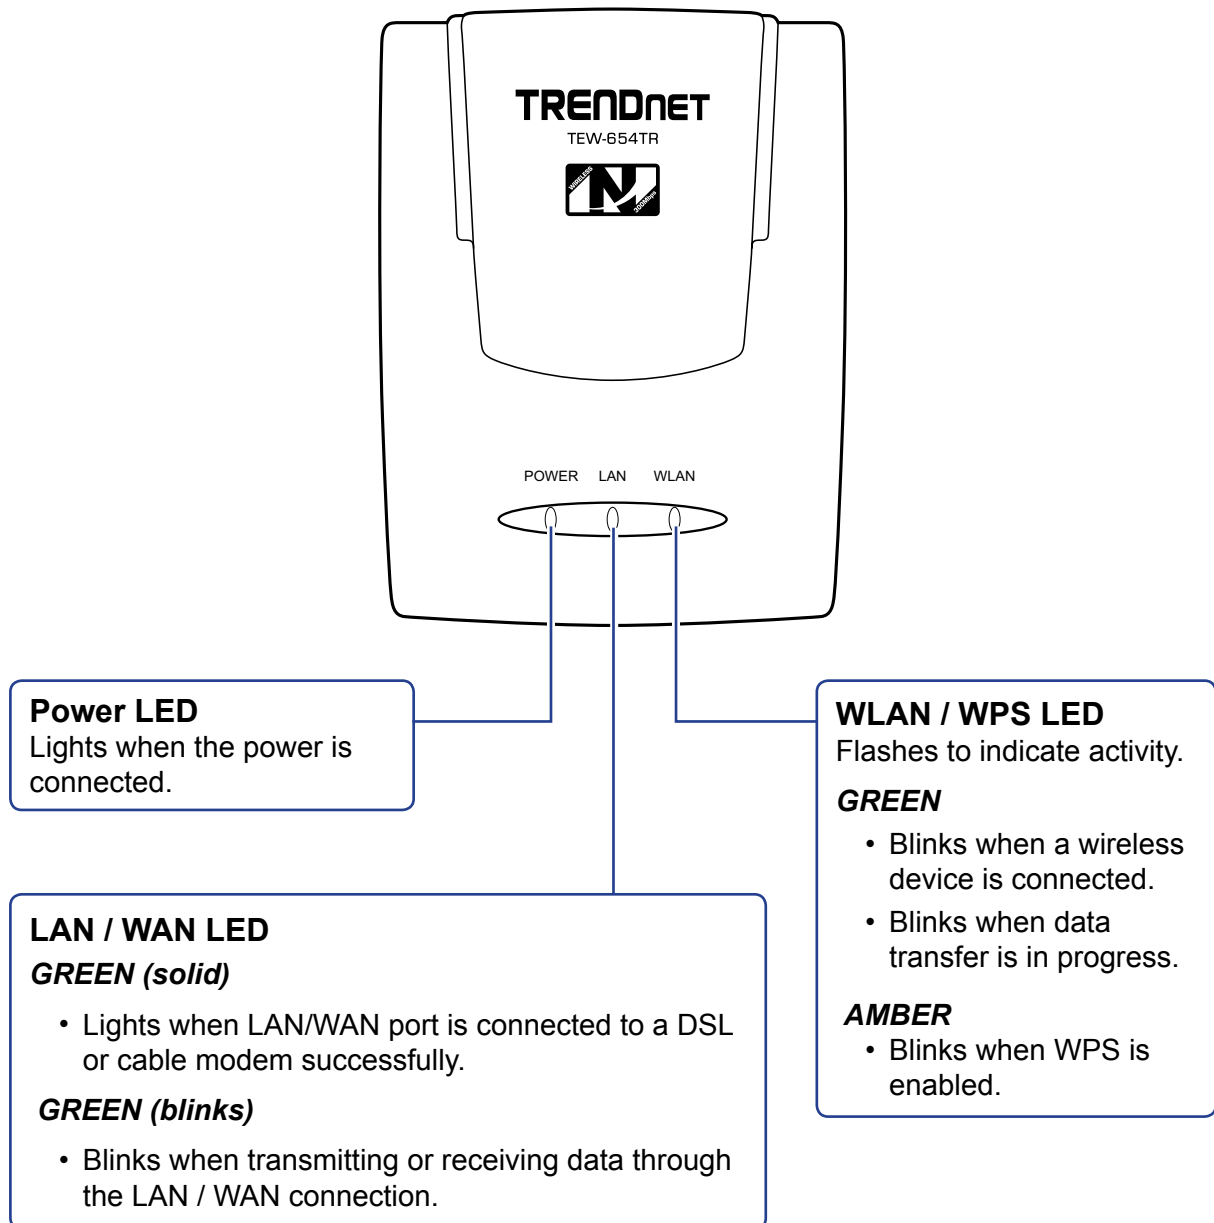 TRENDnET
TEW-654TR
WIRELESS
N
300Mbps
POWER LAN WLAN
Power LED
Lights when the power is
connected.
LAN / WAN LED
GREEN (solid)
• Lights when LAN/WAN port is connected to a DSL
or cable modem successfully.
GREEN (blinks)
• Blinks when transmitting or receiving data through
the LAN / WAN connection.
WLAN / WPS LED
Flashes to indicate activity.
GREEN
• Blinks when a wireless
device is connected.
• Blinks when data
transfer is in progress.
AMBER
• Blinks when WPS is
enabled.